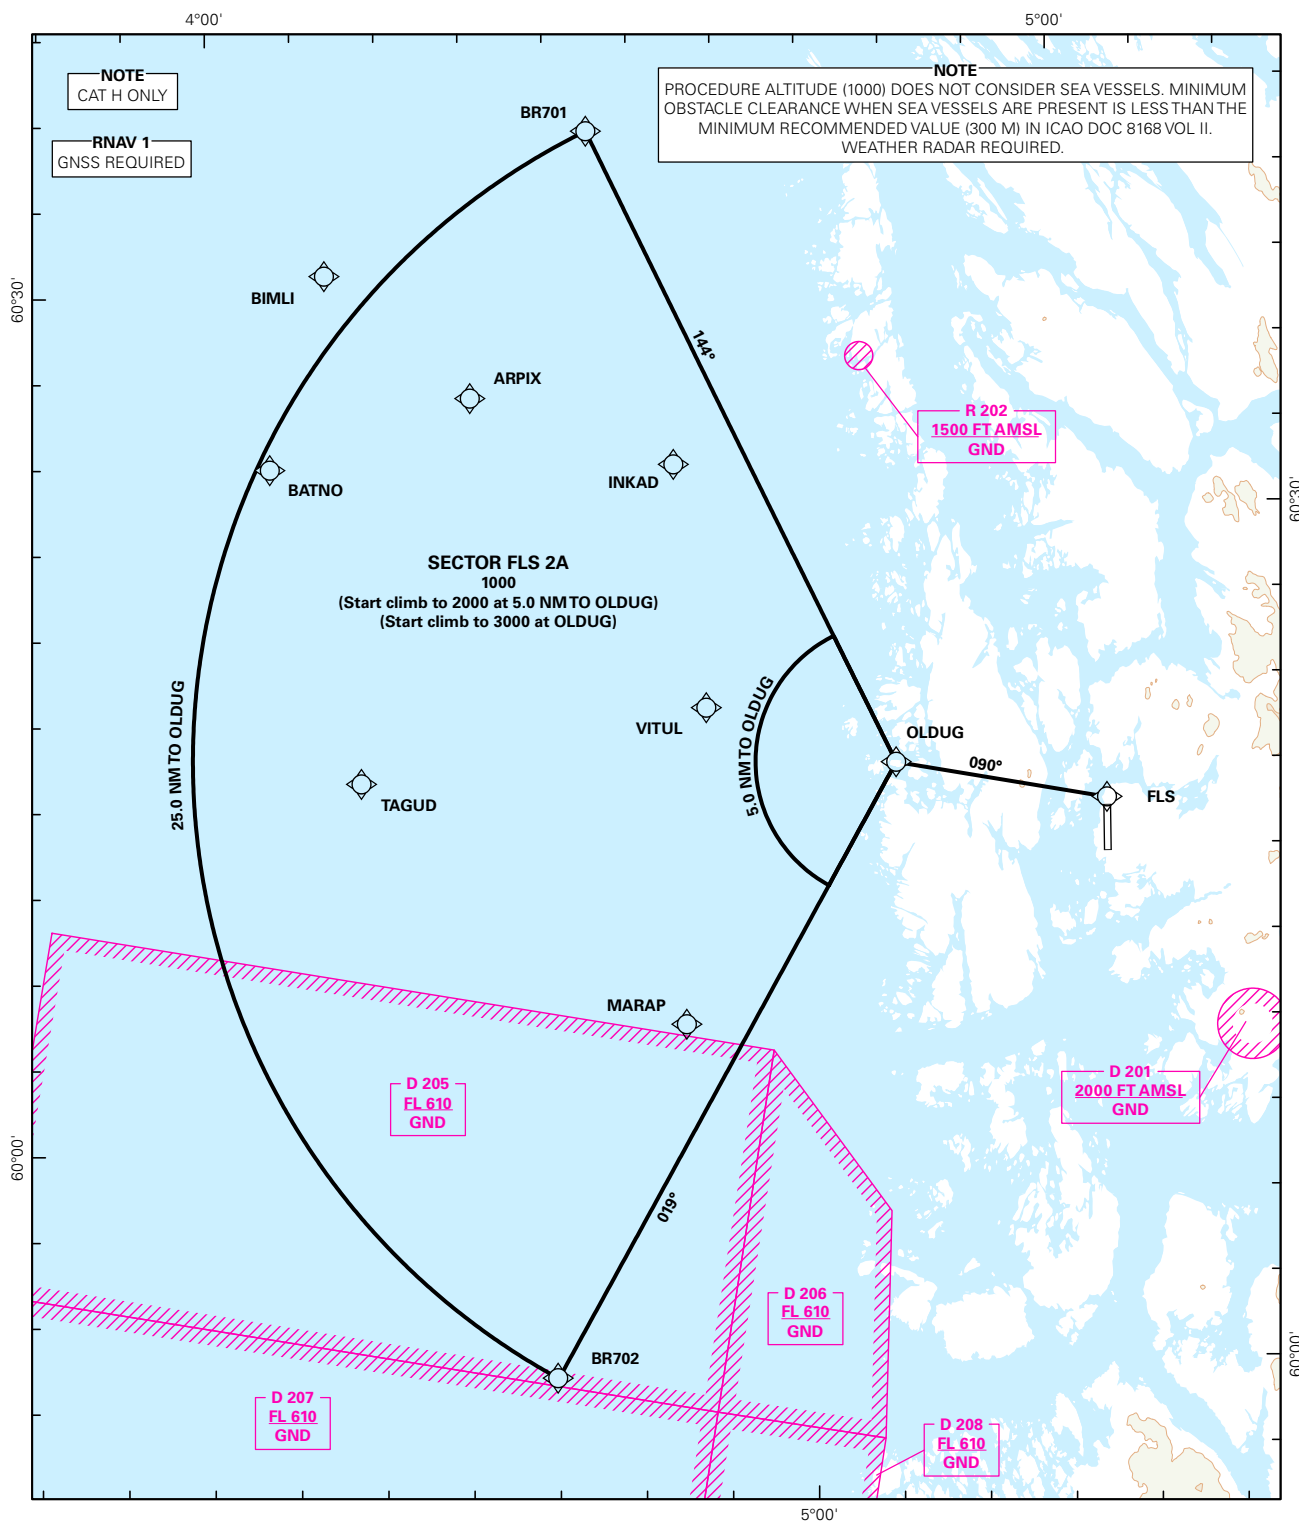 4°00'
5°00'
NOTE
CAT H ONLY
RNAV 1
GNSS REQUIRED
NOTE
PROCEDURE ALTITUDE (1000) DOES NOT CONSIDER SEA VESSELS. MINIMUM
OBSTACLE CLEARANCE WHEN SEA VESSELS ARE PRESENT IS LESS THAN THE
MINIMUM RECOMMENDED VALUE (300 M) IN ICAO DOC 8168 VOL II.
WEATHER RADAR REQUIRED.
BR701
60°30'
BIMLI
144°
ARPIX
R 202
1500 FT AMSL
GND
INKAD
BATNO
60°30'
SECTOR FLS 2A
1000
(Start climb to 2000 at 5.0 NM TO OLDUG)
(Start climb to 3000 at OLDUG)
25.0 NM TO OLDUG
5.0 NM TO OLDUG
VITUL
OLDUG
090°
FLS
TAGUD
MARAP
D 205
FL 610
GND
D 201
2000 FT AMSL
GND
60°00'
019°
D 206
FL 610
GND
60°00'
BR702
D 207
FL 610
GND
D 208
FL 610
GND
5°00'